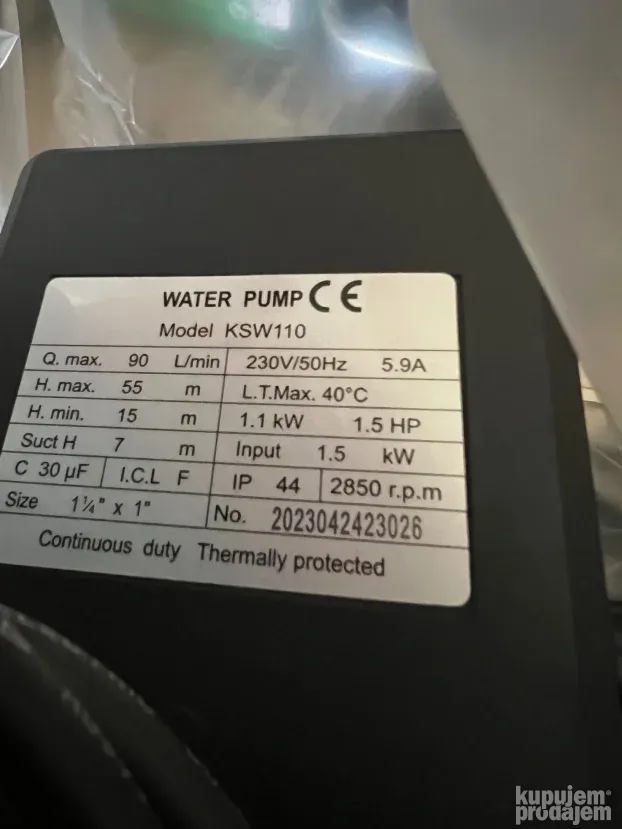 WATER PUMP CE
Model KSW110
Q. max. 90 L/min 230V/50Hz 5.9A
H. max. 55 m L.T.Max. 40°C
H. min. 15 m 1.1 kW 1.5 HP
Suct H 7 m Input 1.5 kW
C 30 µF I.C.L F IP 44 2850 r.p.m
Size 1¼" x 1" No. 2023042423026
Continuous duty Thermally protected
kupujem
prodajem